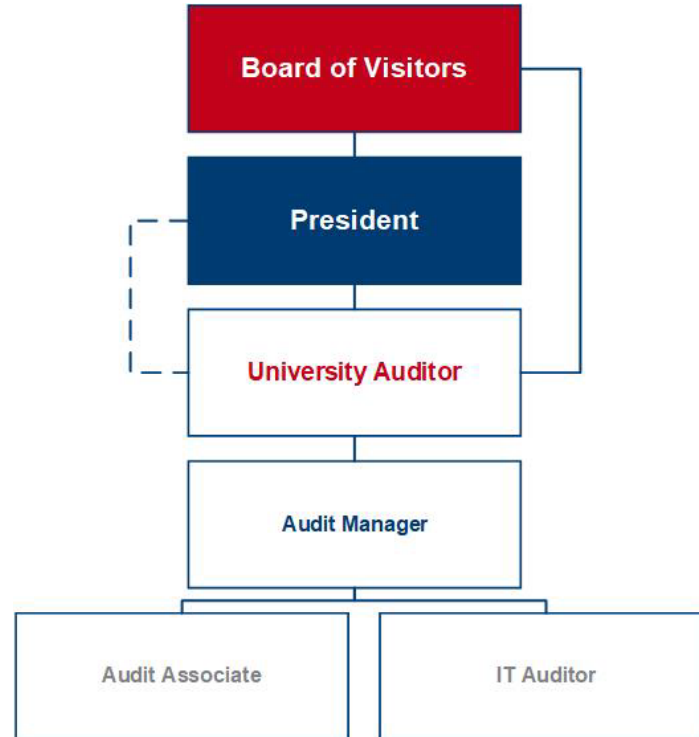 Board of Visitors
President
University Auditor
Audit Manager
Audit Associate
IT Auditor